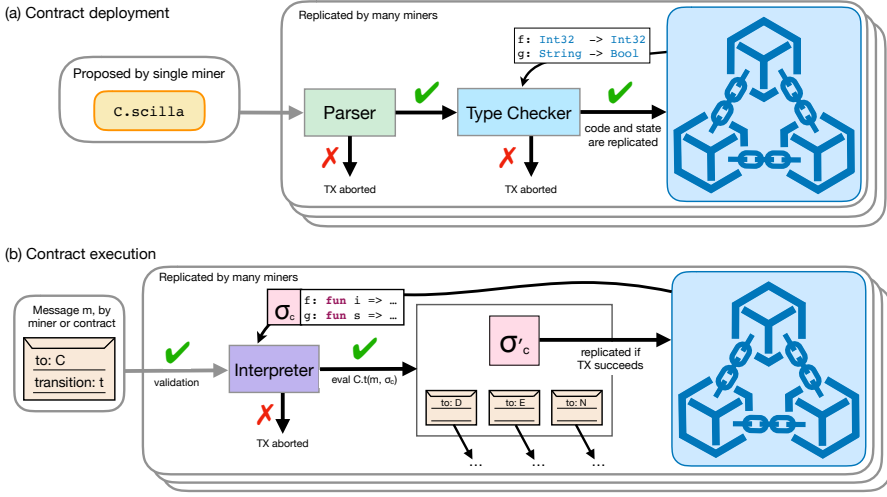 (a) Contract deployment
Replicated by many miners
f: Int32 -> Int32
g: String -> Bool
Proposed by single miner
C.scilla
Parser
Type Checker
code and state
are replicated
TX aborted
TX aborted
(b) Contract execution
Replicated by many miners
Message m, by
miner or contract
to: C
transition: t
validation
σc
f: fun i => …
g: fun s => …
Interpreter
eval C.t(m, σc)
TX aborted
σ'c
replicated if
TX succeeds
to: D
to: E
to: N
...
...
...